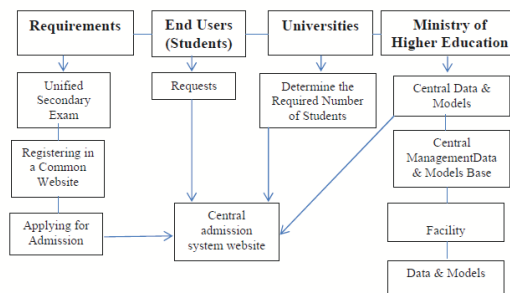 Requirements
End Users
(Students)
Universities
Ministry of
Higher Education
Unified
Secondary
Exam
Requests
Determine the
Required Number
of Students
Central Data &
Models
Registering in
a Common
Website
Central
ManagementData
& Models Base
Applying for
Admission
Central
admission
system website
Facility
Data & Models